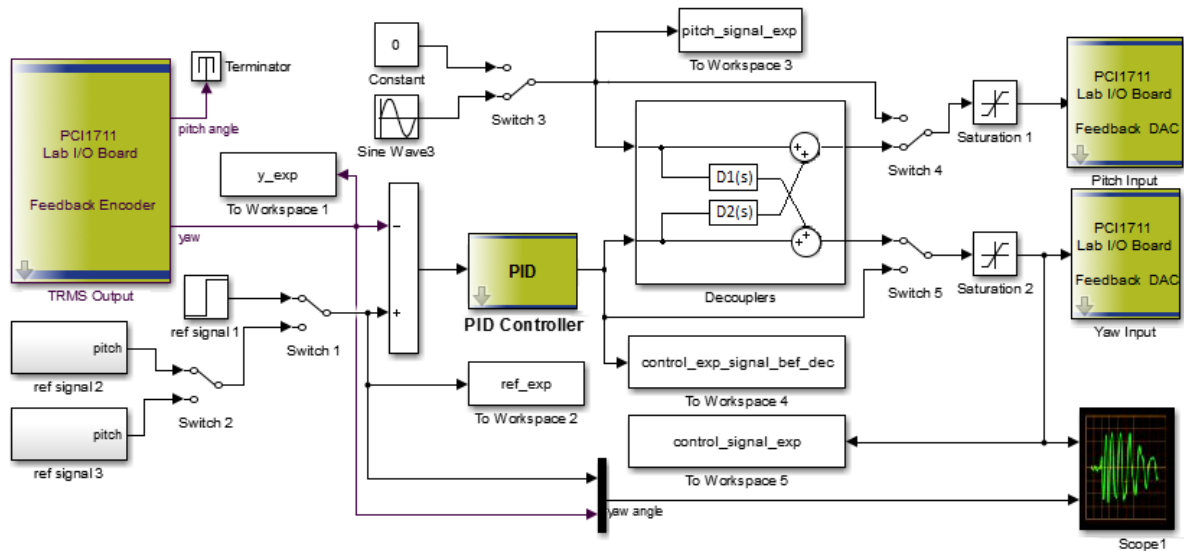 PCI1711
Lab I/O Board
Feedback Encoder
TRMS Output
Terminator
pitch angle
yaw
0
Constant
Sine Wave3
Switch 3
pitch_signal_exp
To Workspace 3
y_exp
To Workspace 1
−
+
PID
PID Controller
D1(s)
D2(s)
+
+
+
+
Decouplers
Switch 4
Switch 5
Saturation 1
Saturation 2
PCI1711
Lab I/O Board
Feedback DAC
Pitch Input
PCI1711
Lab I/O Board
Feedback DAC
Yaw Input
ref signal 1
Switch 1
pitch
ref signal 2
Switch 2
pitch
ref signal 3
ref_exp
To Workspace 2
control_exp_signal_bef_dec
To Workspace 4
control_signal_exp
To Workspace 5
yaw angle
Scope1